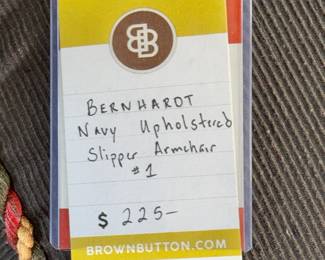 BB
BERNHARDT
Navy Upholstered
Slipper Armchair
#1
$ 225-
BROWNBUTTON.COM